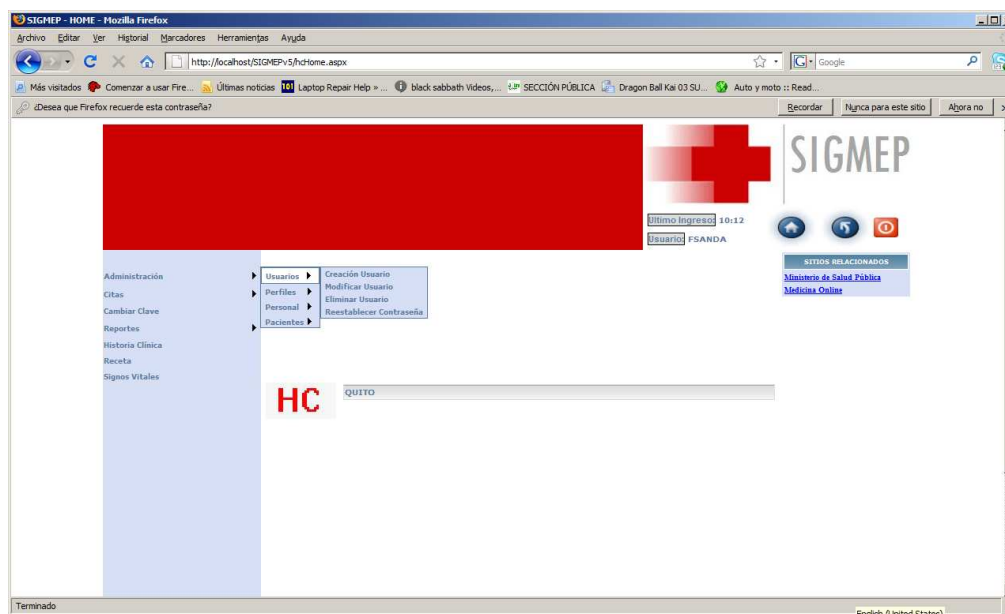 SIGMEP - HOME - Mozilla Firefox
Archivo Editar Ver Historial Marcadores Herramientas Ayuda
http://localhost/SIGMEPv5/hcHome.aspx
G Google
Más visitados Comenzar a usar Fire... Últimas noticias 101 Laptop Repair Help » ... black sabbath Videos,... SECCIÓN PÚBLICA Dragon Ball Kai 03 SU... Auto y moto :: Read...
¿Desea que Firefox recuerde esta contraseña? Recordar Nunca para este sitio Ahora no
SIGMEP
Ultimo Ingreso: 10:12
Usuario: FSANDA
SITIOS RELACIONADOS
Ministerio de Salud Pública
Medicina Online
Administración
Citas
Cambiar Clave
Reportes
Historia Clínica
Receta
Signos Vitales
Usuarios
Perfiles
Personal
Pacientes
Creación Usuario
Modificar Usuario
Eliminar Usuario
Reestablecer Contraseña
HC
QUITO
Terminado
English (United States)